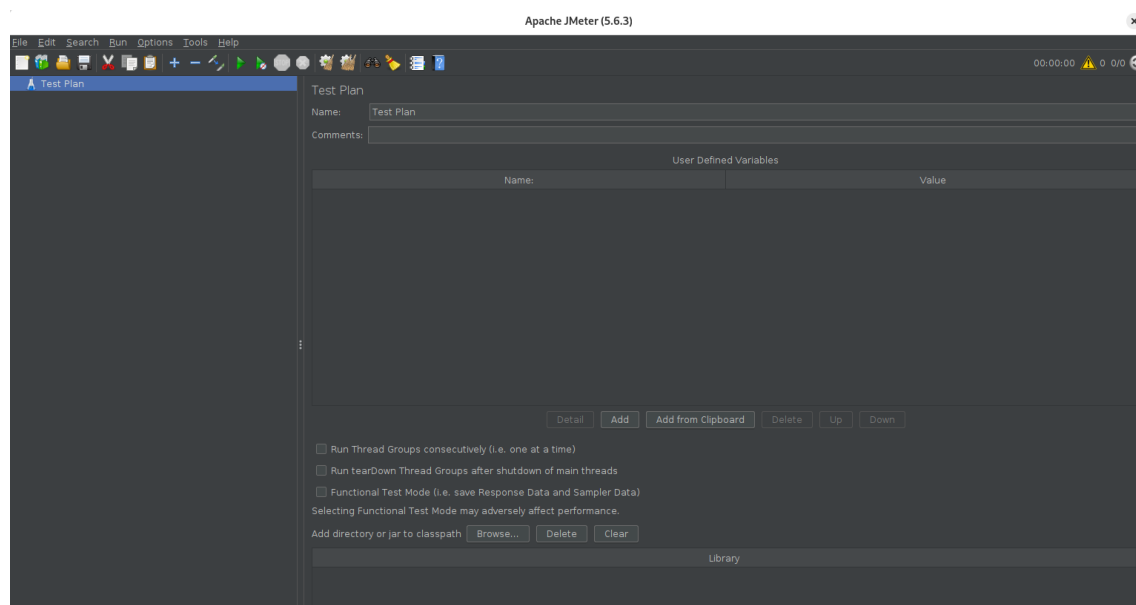 Apache JMeter (5.6.3)
File Edit Search Run Options Tools Help
00:00:00 0 0/0
Test Plan
Test Plan
Name: Test Plan
Comments:
User Defined Variables
Name: Value
Detail Add Add from Clipboard Delete Up Down
Run Thread Groups consecutively (i.e. one at a time)
Run tearDown Thread Groups after shutdown of main threads
Functional Test Mode (i.e. save Response Data and Sampler Data)
Selecting Functional Test Mode may adversely affect performance.
Add directory or jar to classpath Browse... Delete Clear
Library